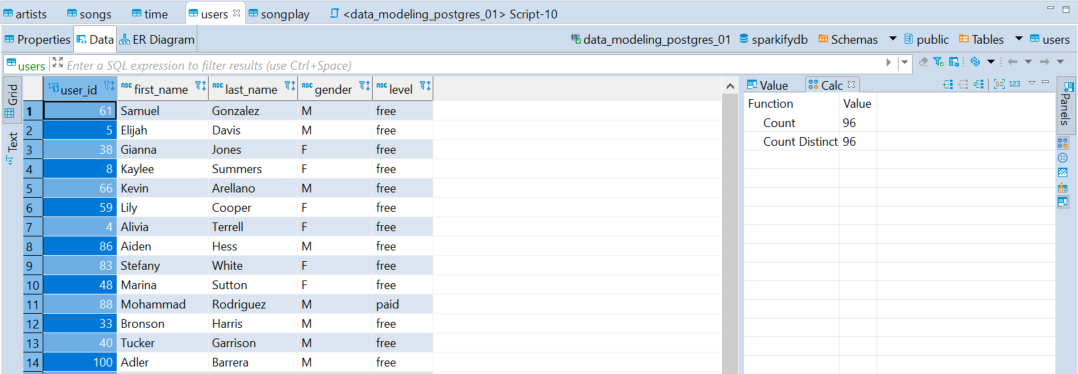 artists songs time users songplay <data_modeling_postgres_01> Script-10
Properties Data ER Diagram data_modeling_postgres_01 sparkifydb Schemas public Tables users
users Enter a SQL expression to filter results (use Ctrl+Space)
Grid
Text
user_id first_name last_name gender level
1 61 Samuel Gonzalez M free
2 5 Elijah Davis M free
3 38 Gianna Jones F free
4 8 Kaylee Summers F free
5 66 Kevin Arellano M free
6 59 Lily Cooper F free
7 4 Alivia Terrell F free
8 86 Aiden Hess M free
9 83 Stefany White F free
10 48 Marina Sutton F free
11 88 Mohammad Rodriguez M paid
12 33 Bronson Harris M free
13 40 Tucker Garrison M free
14 100 Adler Barrera M free
Value Calc 123
Function Value
Count 96
Count Distinct 96
Panels